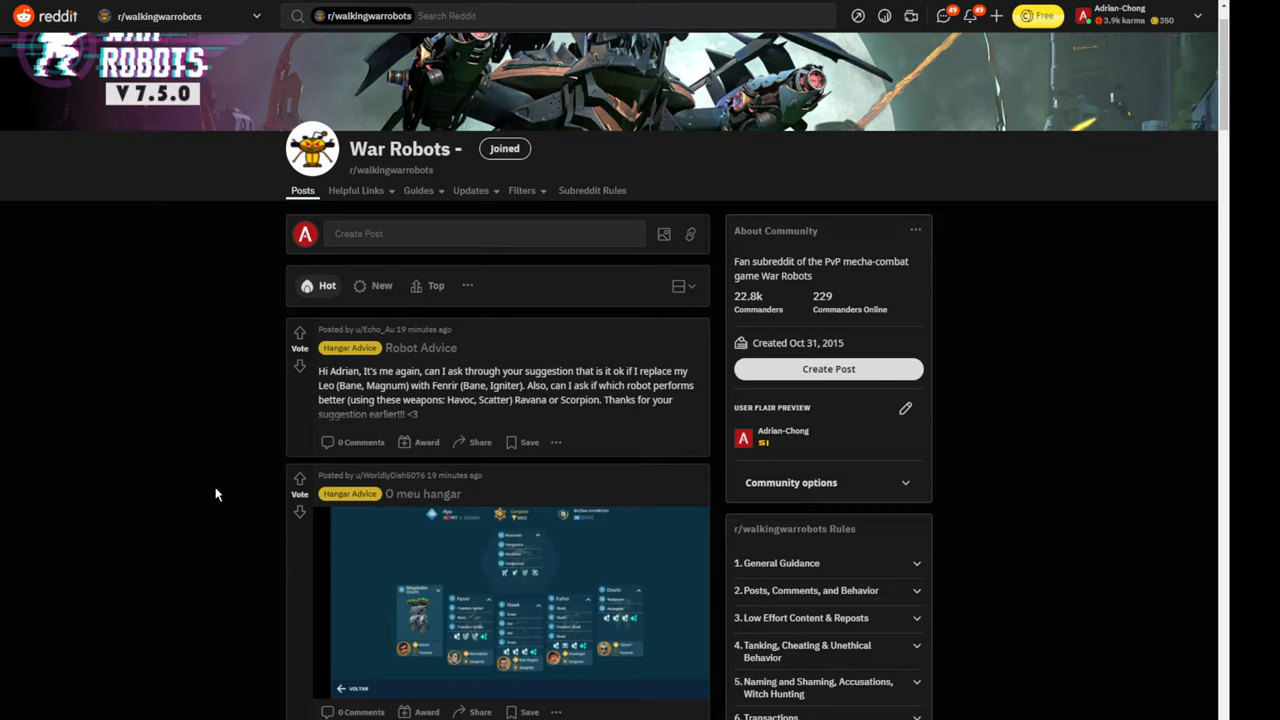 reddit
r/walkingwarrobots
r/walkingwarrobots
Search Reddit
49
49
Free
Adrian-Chong
3.9k karma
350
ROBOTS
V 7.5.0
War Robots -
Joined
r/walkingwarrobots
Posts
Helpful Links
Guides
Updates
Filters
Subreddit Rules
Create Post
Hot
New
Top
Posted by u/Echo_Au 19 minutes ago
Vote
Hangar Advice
Robot Advice
Hi Adrian, It's me again, can I ask through your suggestion that is it ok if I replace my
Leo (Bane, Magnum) with Fenrir (Bane, Igniter). Also, can I ask if which robot performs
better (using these weapons: Havoc, Scatter) Ravana or Scorpion. Thanks for your
suggestion earlier!!! <3
0 Comments
Award
Share
Save
Posted by u/WorldlyDish5076 19 minutes ago
Vote
Hangar Advice
O meu hangar
VOLTAR
0 Comments
Award
Share
Save
About Community
Fan subreddit of the PvP mecha-combat
game War Robots
22.8k
229
Commanders
Commanders Online
Created Oct 31, 2015
Create Post
USER FLAIR PREVIEW
A
Adrian-Chong
Community options
r/walkingwarrobots Rules
1. General Guidance
2. Posts, Comments, and Behavior
3. Low Effort Content & Reposts
4. Tanking, Cheating & Unethical
Behavior
5. Naming and Shaming, Accusations,
Witch Hunting
6. Transactions